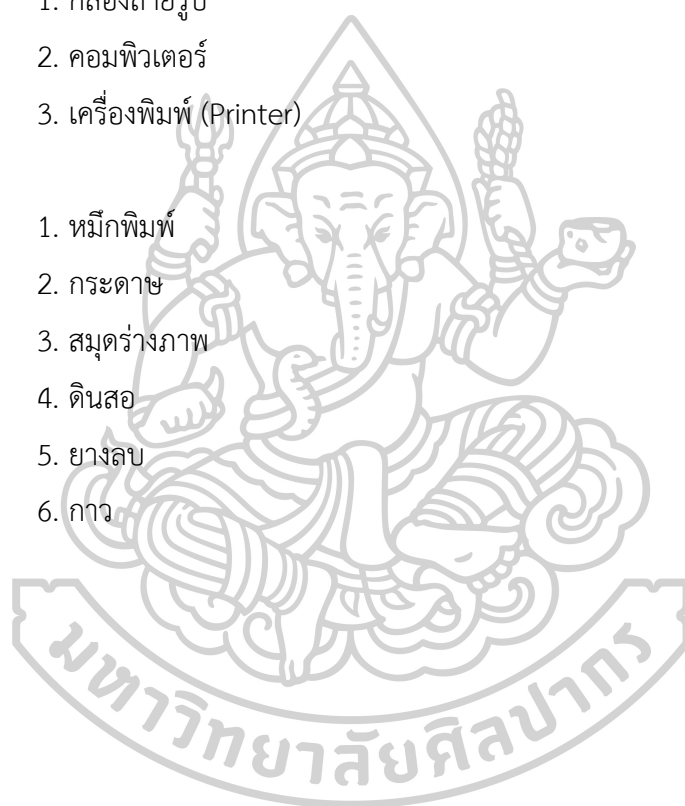 1. กล้องถ่ายรูป
2. คอมพิวเตอร์
3. เครื่องพิมพ์ (Printer)
1. หมึกพิมพ์
2. กระดาษ
3. สมุดร่างภาพ
4. ดินสอ
5. ยางลบ
6. กาว
มหาวิทยาลัยศิลปากร